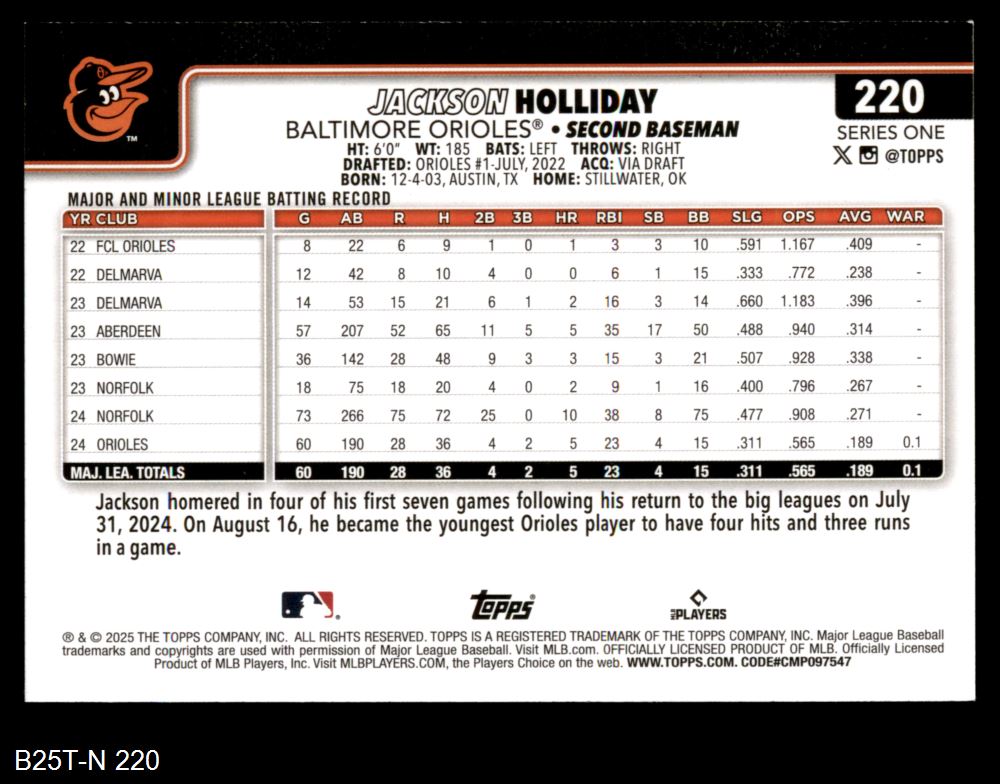 JACKSON HOLLIDAY
220
BALTIMORE ORIOLES® • SECOND BASEMAN
SERIES ONE
HT: 6'0" WT: 185 BATS: LEFT THROWS: RIGHT
@TOPPS
DRAFTED: ORIOLES #1-JULY, 2022 ACQ: VIA DRAFT
BORN: 12-4-03, AUSTIN, TX HOME: STILLWATER, OK
TM
MAJOR AND MINOR LEAGUE BATTING RECORD
YR CLUB G AB R H 2B 3B HR RBI SB BB SLG OPS AVG WAR
22 FCL ORIOLES 8 22 6 9 1 0 1 3 3 10 .591 1.167 .409 -
22 DELMARVA 12 42 8 10 4 0 0 6 1 15 .333 .772 .238 -
23 DELMARVA 14 53 15 21 6 1 2 16 3 14 .660 1.183 .396 -
23 ABERDEEN 57 207 52 65 11 5 5 35 17 50 .488 .940 .314 -
23 BOWIE 36 142 28 48 9 3 3 15 3 21 .507 .928 .338 -
23 NORFOLK 18 75 18 20 4 0 2 9 1 16 .400 .796 .267 -
24 NORFOLK 73 266 75 72 25 0 10 38 8 75 .477 .908 .271 -
24 ORIOLES 60 190 28 36 4 2 5 23 4 15 .311 .565 .189 0.1
MAJ. LEA. TOTALS 60 190 28 36 4 2 5 23 4 15 .311 .565 .189 0.1
Jackson homered in four of his first seven games following his return to the big leagues on July
31, 2024. On August 16, he became the youngest Orioles player to have four hits and three runs
in a game.
topps® MLB PLAYERS
® & © 2025 THE TOPPS COMPANY, INC. ALL RIGHTS RESERVED. TOPPS IS A REGISTERED TRADEMARK OF THE TOPPS COMPANY, INC. Major League Baseball
trademarks and copyrights are used with permission of Major League Baseball. Visit MLB.com. OFFICIALLY LICENSED PRODUCT OF MLB. Officially Licensed
Product of MLB Players, Inc. Visit MLBPLAYERS.COM, the Players Choice on the web. WWW.TOPPS.COM. CODE#CMP097547
B25T-N 220